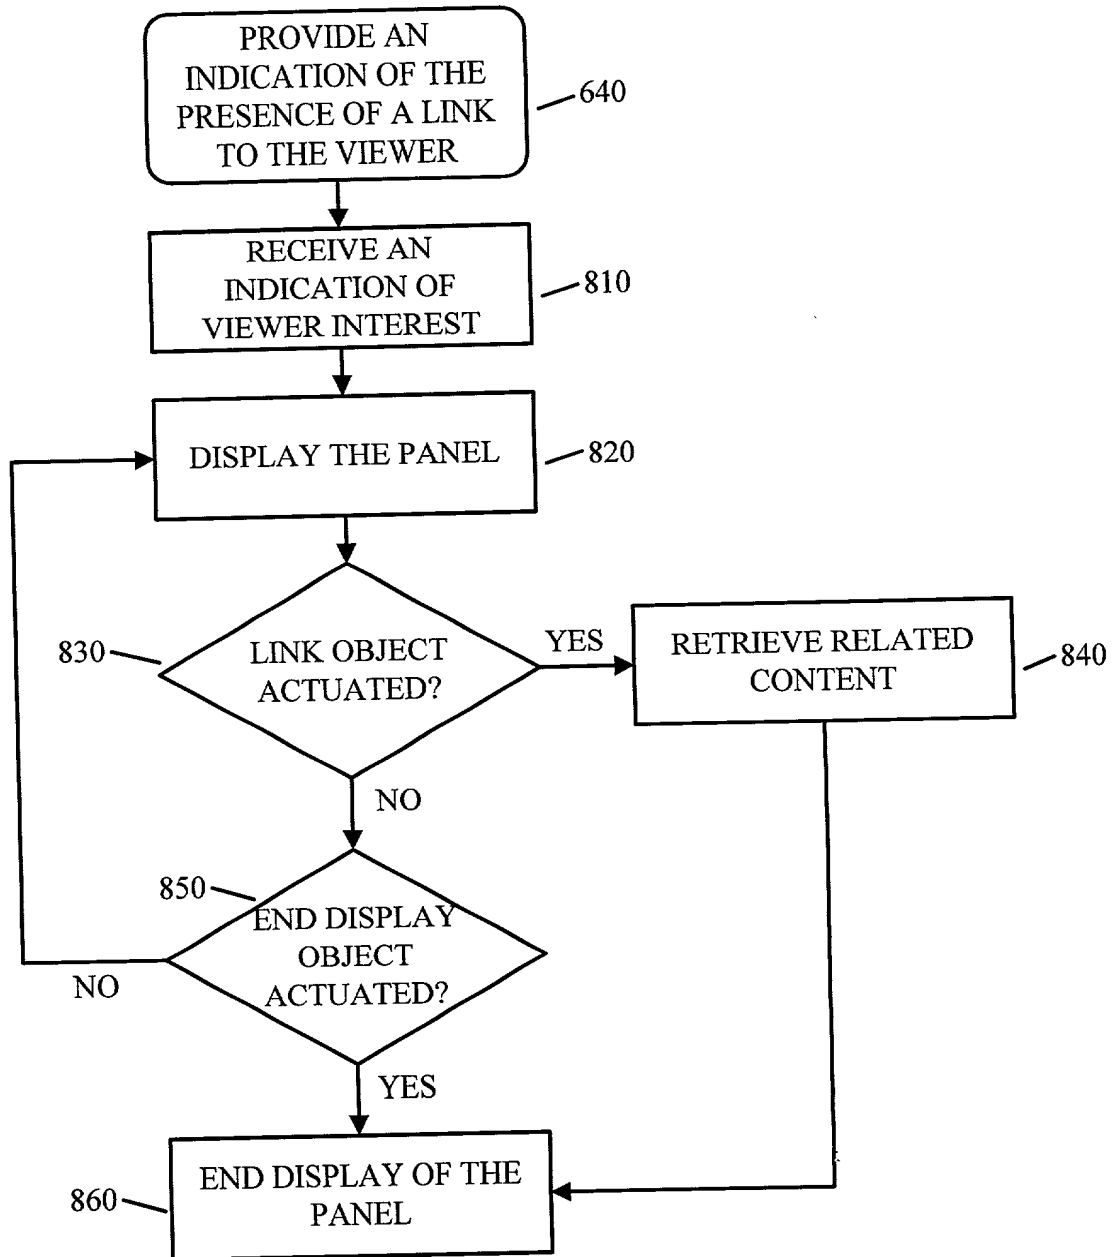 PROVIDE AN
INDICATION OF THE
PRESENCE OF A LINK
TO THE VIEWER
640
RECEIVE AN
INDICATION OF
VIEWER INTEREST
810
DISPLAY THE PANEL
820
830
LINK OBJECT
ACTUATED?
YES
RETRIEVE RELATED
CONTENT
840
NO
850
END DISPLAY
OBJECT
ACTUATED?
NO
YES
END DISPLAY OF THE
PANEL
860